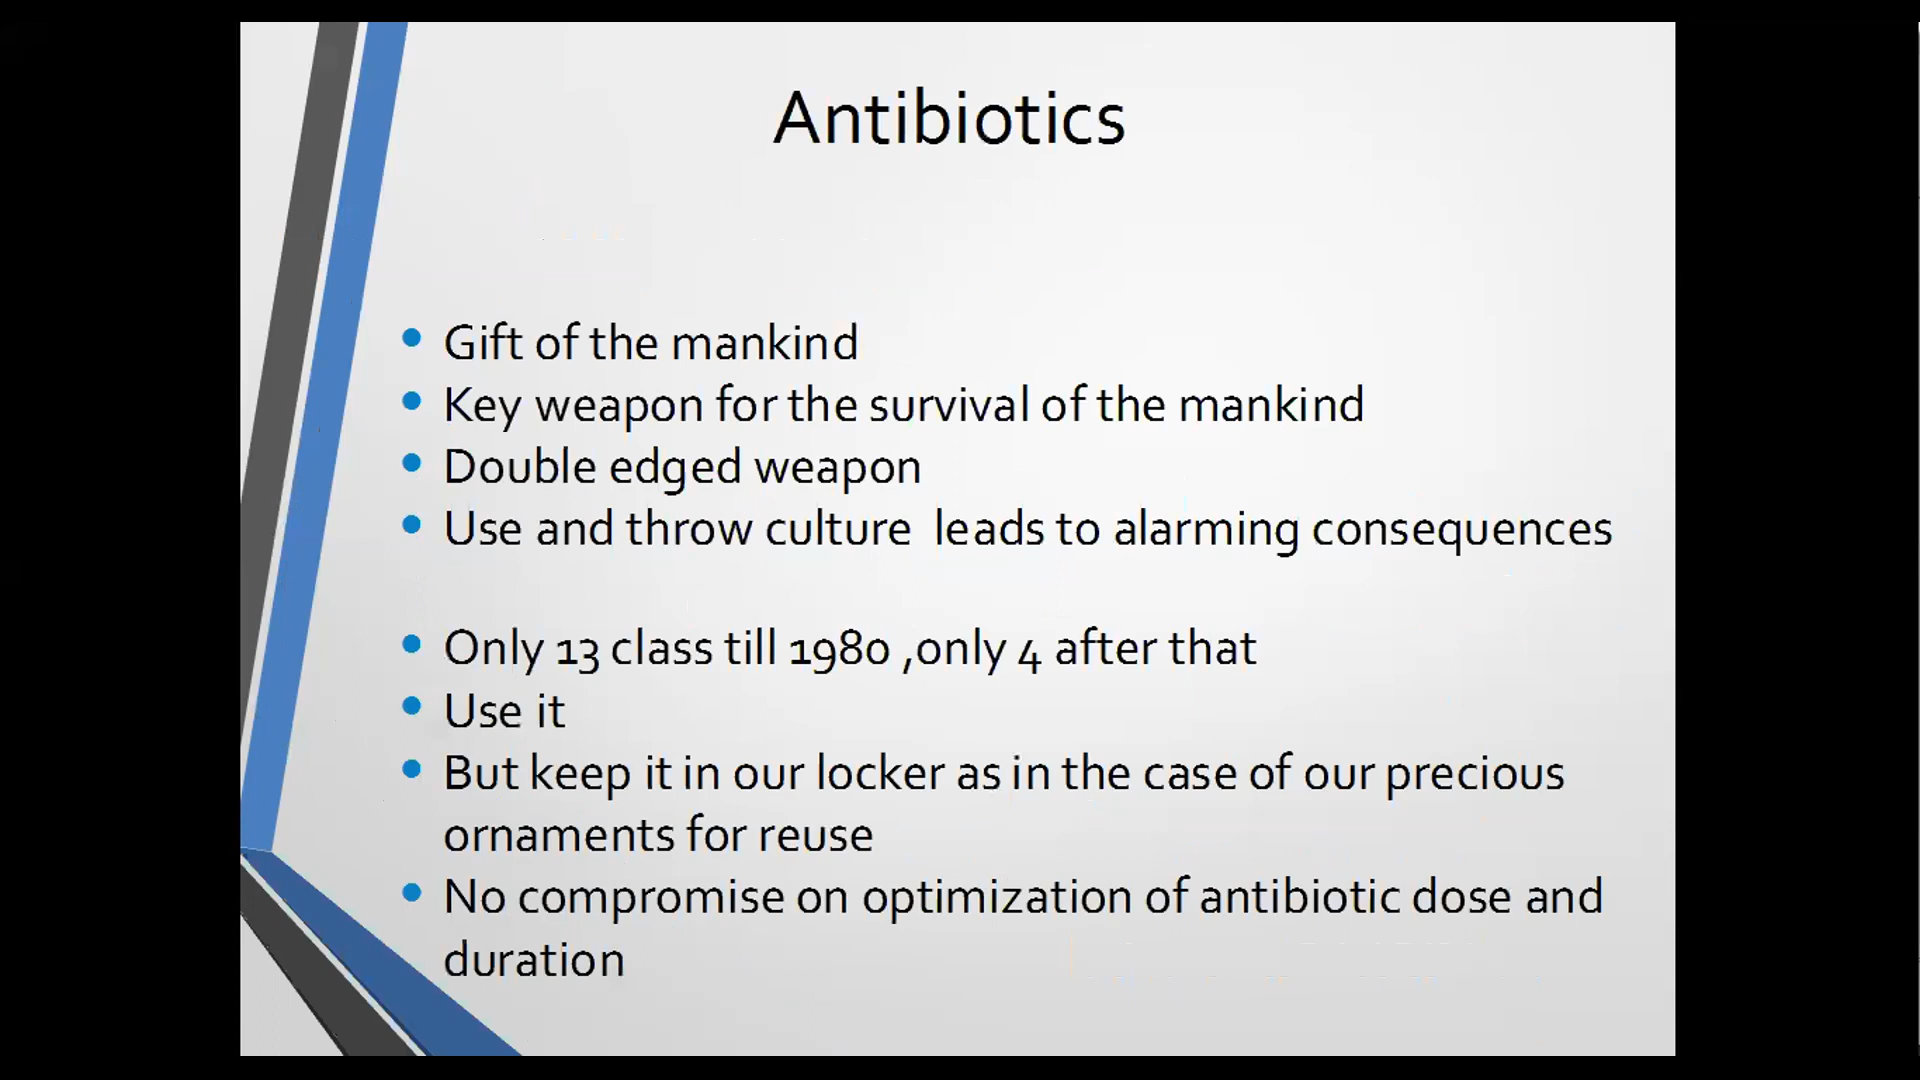 Antibiotics
• Gift of the mankind
• Key weapon for the survival of the mankind
• Double edged weapon
• Use and throw culture  leads to alarming consequences
• Only 13 class till 1980 ,only 4 after that
• Use it
• But keep it in our locker as in the case of our precious
ornaments for reuse
• No compromise on optimization of antibiotic dose and
duration